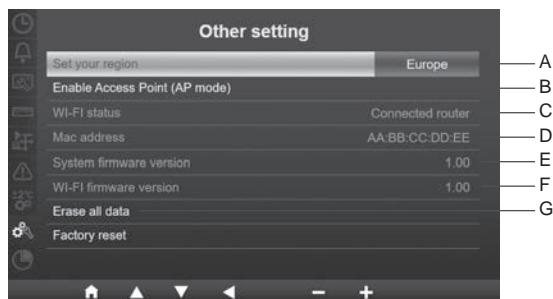 Other setting
Set your region Europe A
Enable Access Point (AP mode) B
WI-FI status Connected router C
Mac address AA:BB:CC:DD:EE D
System firmware version 1.00 E
WI-FI firmware version 1.00 F
Erase all data G
Factory reset